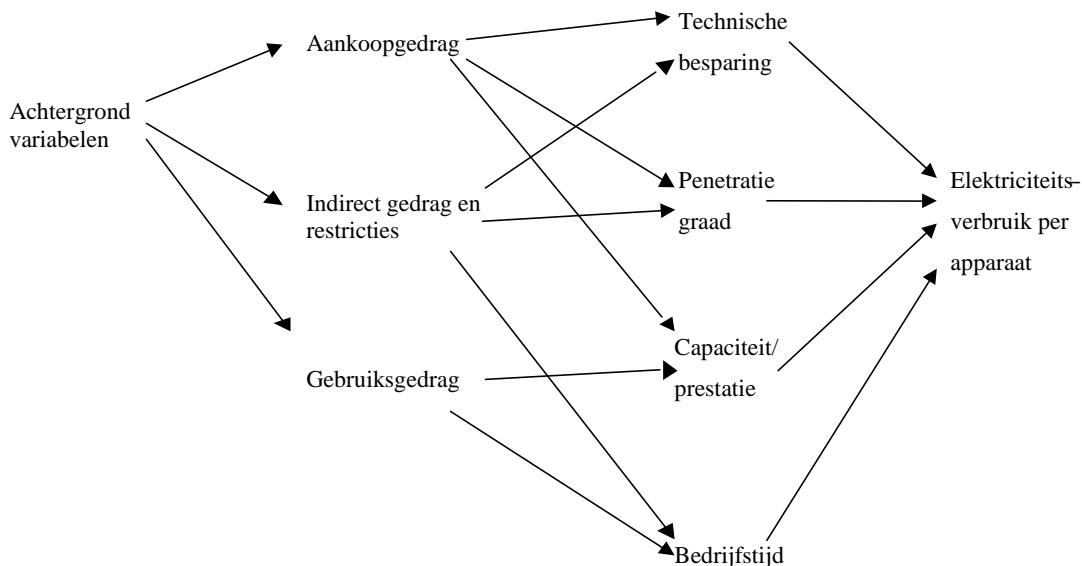 Achtergrond
variabelen
Aankoopgedrag
Indirect gedrag en
restricties
Gebruiksgedrag
Technische
besparing
Penetratie
graad
Capaciteit/
prestatie
Bedrijfstijd
Elektriciteits-
verbruik per
apparaat